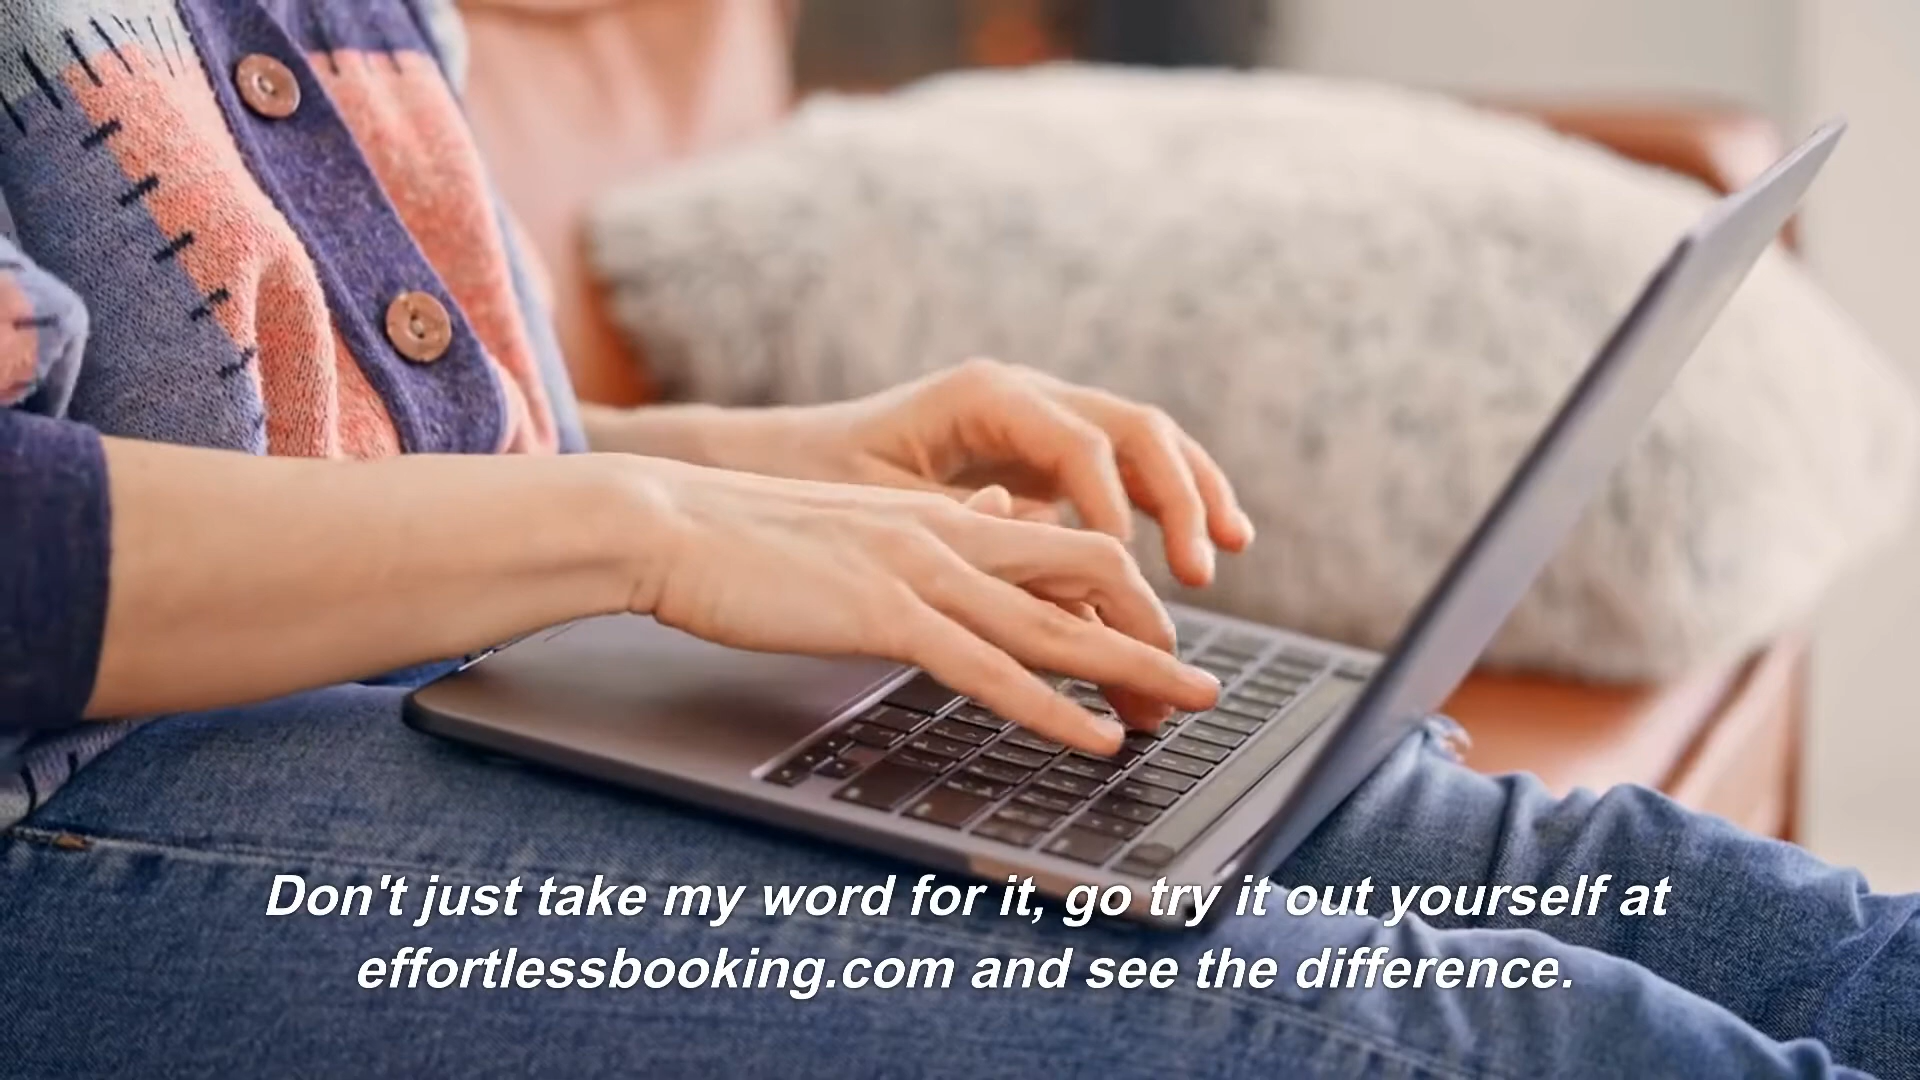 Don't just take my word for it, go try it out yourself at
effortlessbooking.com and see the difference.